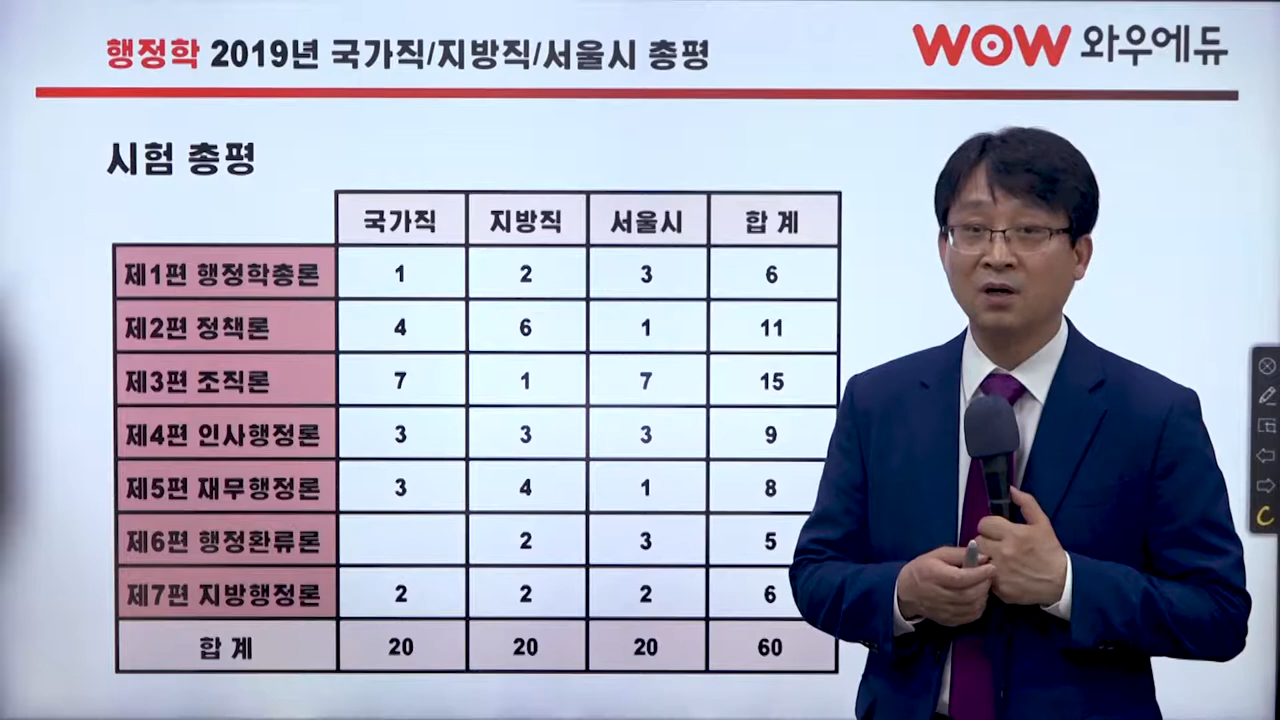 행정학 2019년 국가직/지방직/서울시 총평
WOW 와우에듀
시험 총평
국가직 지방직 서울시 합 계
제1편 행정학총론 1 2 3 6
제2편 정책론 4 6 1 11
제3편 조직론 7 1 7 15
제4편 인사행정론 3 3 3 9
제5편 재무행정론 3 4 1 8
제6편 행정환류론 2 3 5
제7편 지방행정론 2 2 2 6
합 계 20 20 20 60